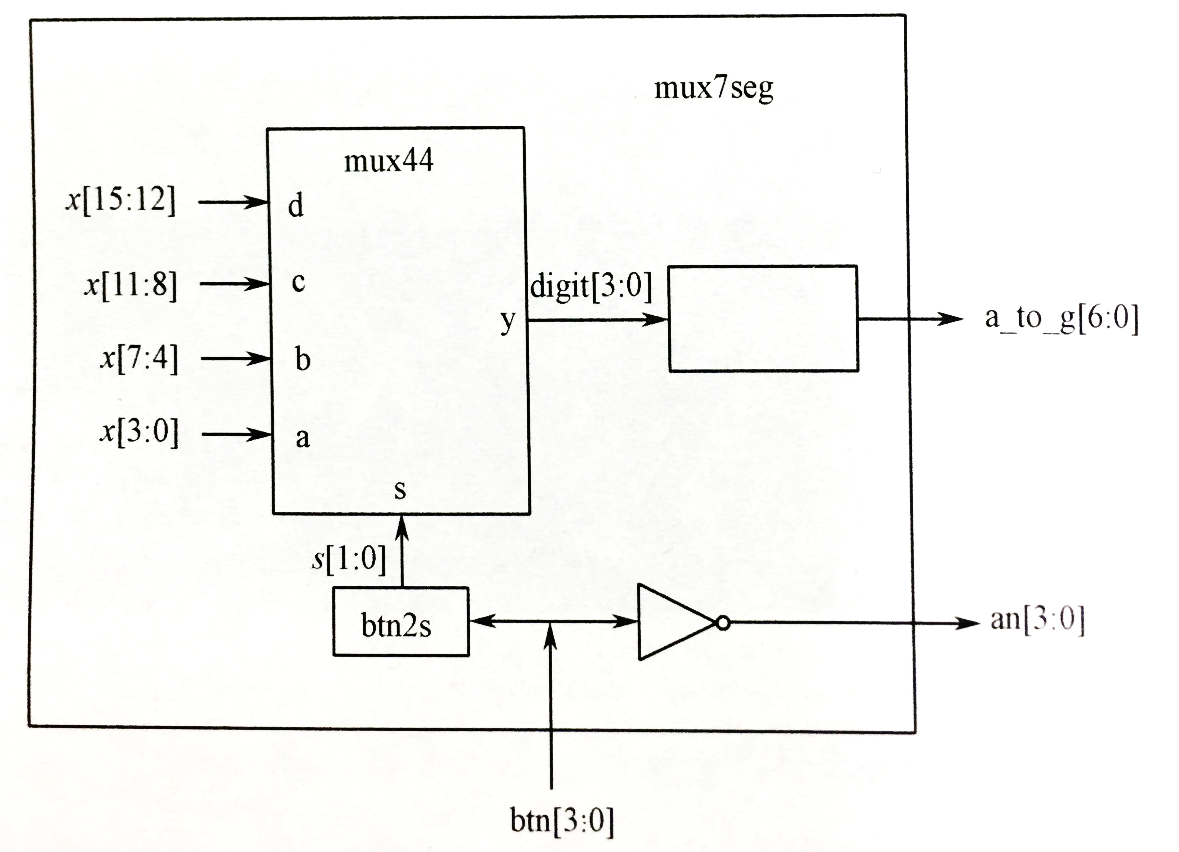 mux7seg
mux44
x[15:12]
d
x[11:8]
c
digit[3:0]
y
a_to_g[6:0]
x[7:4]
b
x[3:0]
a
s
s[1:0]
btn2s
an[3:0]
btn[3:0]